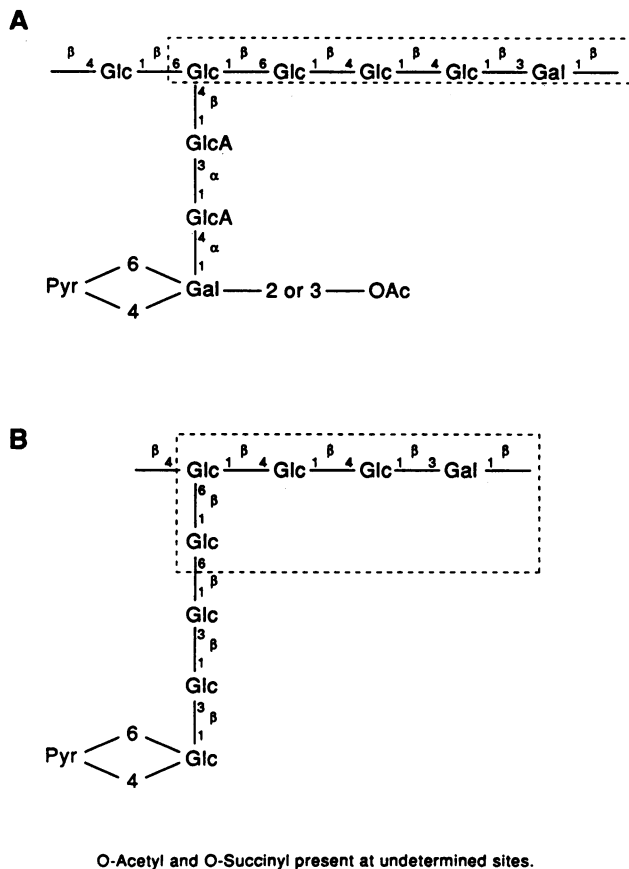 A
β β β β β β β
4 Glc 1 6 Glc 1 6 Glc 1 4 Glc 1 4 Glc 1 3 Gal 1
4 β
1
GlcA
3 α
1
GlcA
4 α
1
Pyr 6 4 Gal 2 or 3 OAc
B
β β β β β
4 Glc 1 4 Glc 1 4 Glc 1 3 Gal 1
6 β
1
Glc
6 β
1
Glc
3 β
1
Glc
3 β
1
Pyr 6 4 Glc
O-Acetyl and O-Succinyl present at undetermined sites.